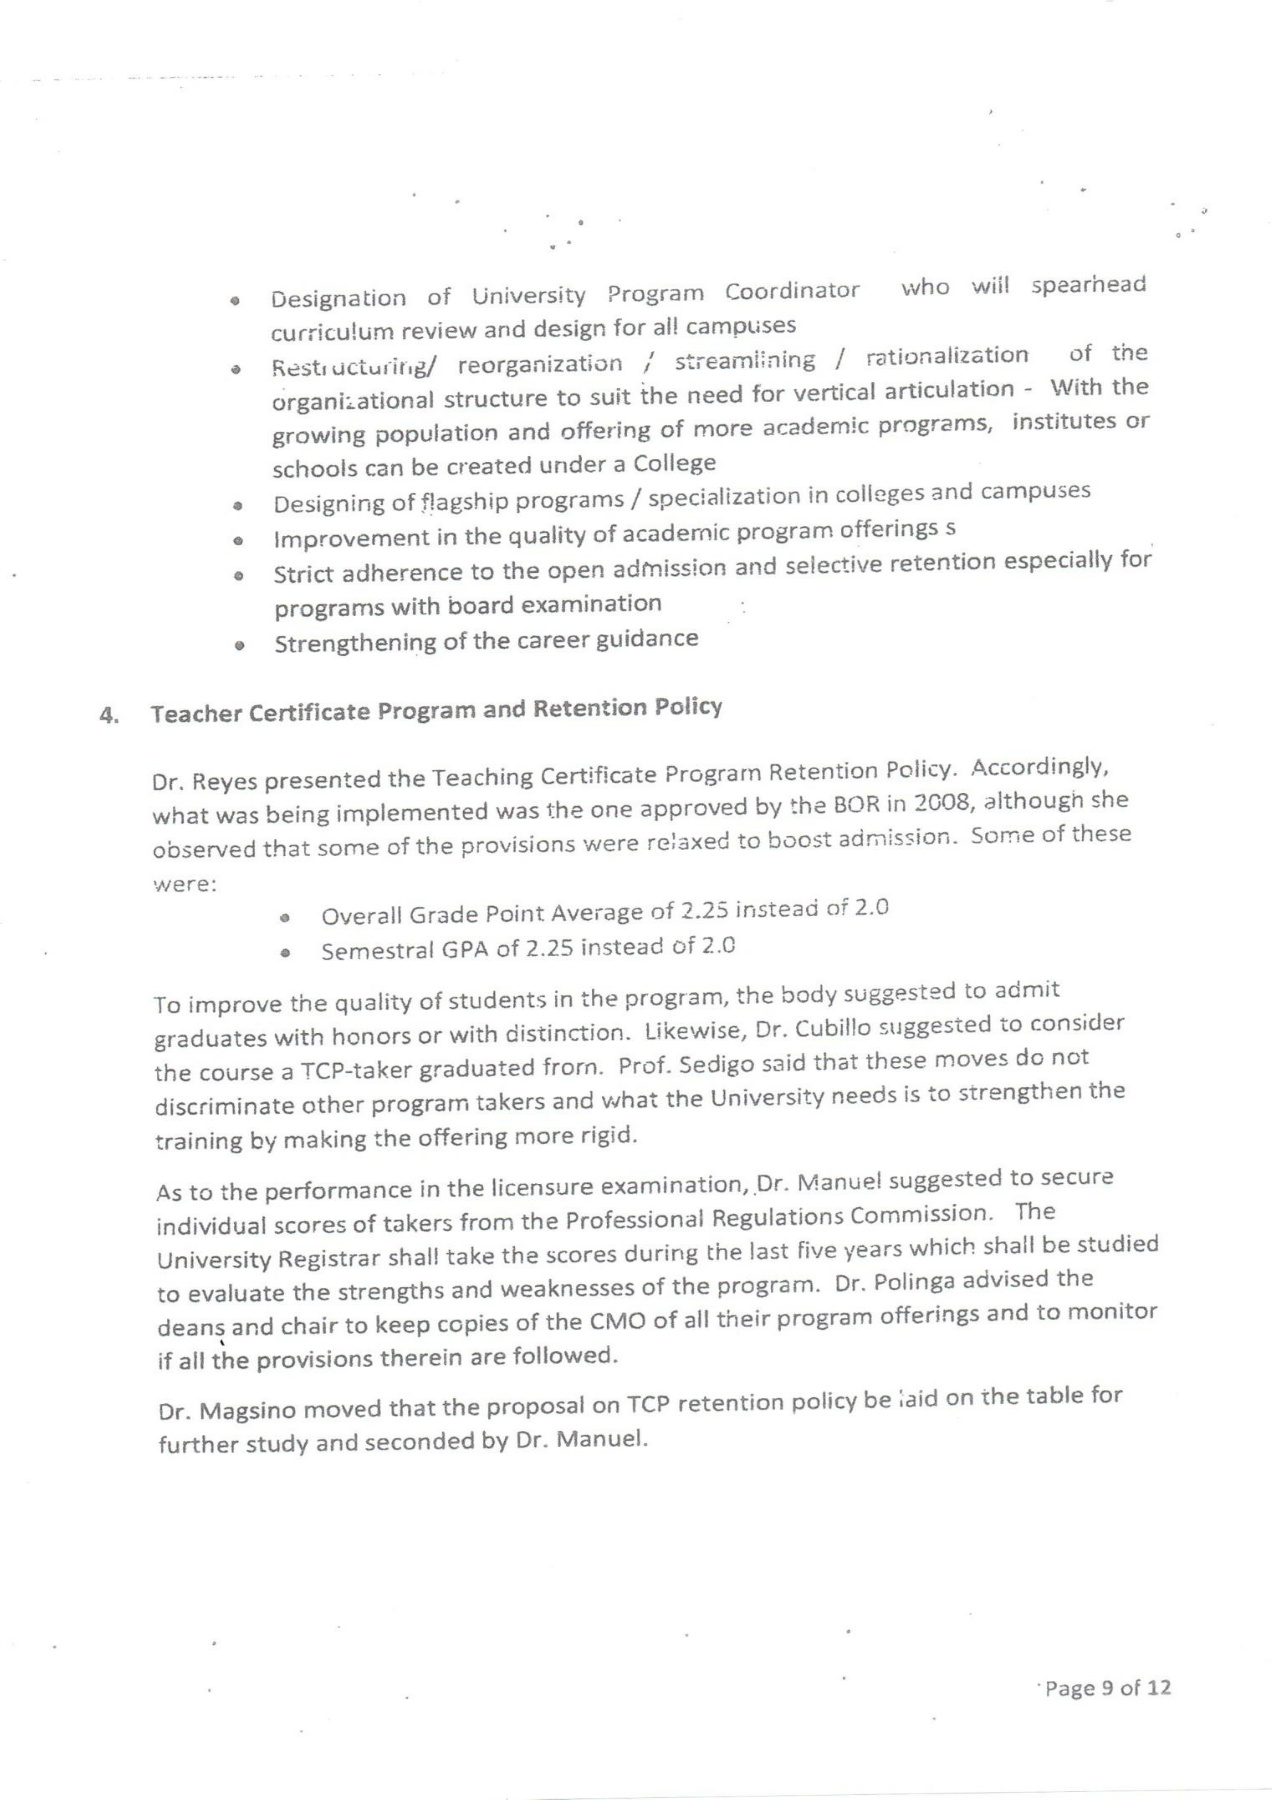 • Designation of University Program Coordinator who will spearhead
curriculum review and design for all campuses
• Restructuring/ reorganization / streamlining / rationalization of the
organizational structure to suit the need for vertical articulation - With the
growing population and offering of more academic programs, institutes or
schools can be created under a College
• Designing of flagship programs / specialization in colleges and campuses
• Improvement in the quality of academic program offerings s
• Strict adherence to the open admission and selective retention especially for
programs with board examination
• Strengthening of the career guidance
4. Teacher Certificate Program and Retention Policy
Dr. Reyes presented the Teaching Certificate Program Retention Policy. Accordingly,
what was being implemented was the one approved by the BOR in 2008, although she
observed that some of the provisions were relaxed to boost admission. Some of these
were:
• Overall Grade Point Average of 2.25 instead of 2.0
• Semestral GPA of 2.25 instead of 2.0
To improve the quality of students in the program, the body suggested to admit
graduates with honors or with distinction. Likewise, Dr. Cubillo suggested to consider
the course a TCP-taker graduated from. Prof. Sedigo said that these moves do not
discriminate other program takers and what the University needs is to strengthen the
training by making the offering more rigid.
As to the performance in the licensure examination, Dr. Manuel suggested to secure
individual scores of takers from the Professional Regulations Commission. The
University Registrar shall take the scores during the last five years which shall be studied
to evaluate the strengths and weaknesses of the program. Dr. Polinga advised the
deans and chair to keep copies of the CMO of all their program offerings and to monitor
if all the provisions therein are followed.
Dr. Magsino moved that the proposal on TCP retention policy be laid on the table for
further study and seconded by Dr. Manuel.
Page 9 of 12